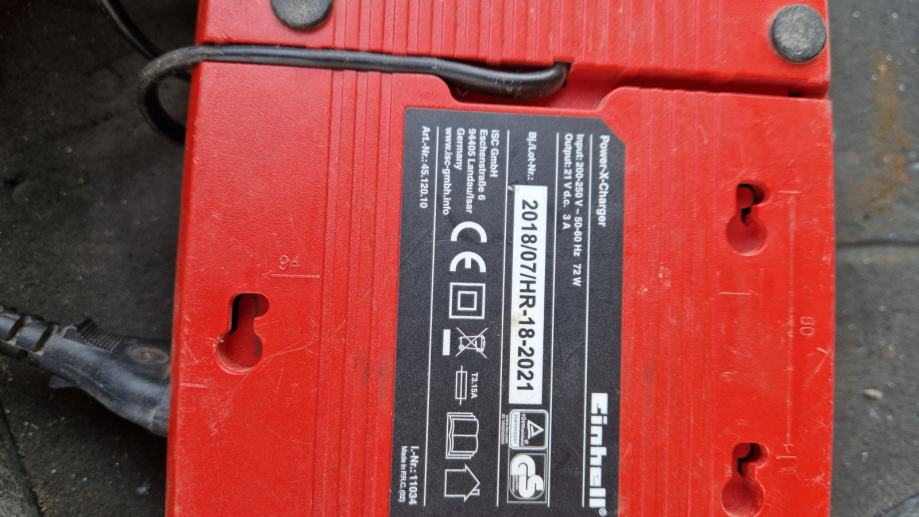 Einhell®
Power-X-Charger
Input: 200-250 V ~ 50-60 Hz 72 W
Output: 21 V d.c. 3 A
Bj./Lot-Nr.:
2018/07/HR-18-2021
GS
ISC GmbH
Eschenstraße 6
94405 Landau/Isar
Germany
www.isc-gmbh.info
CE
T3.15A
Art.-Nr.: 45.120.10
I.-Nr.: 11034
Made in P.R.C. (02)
94